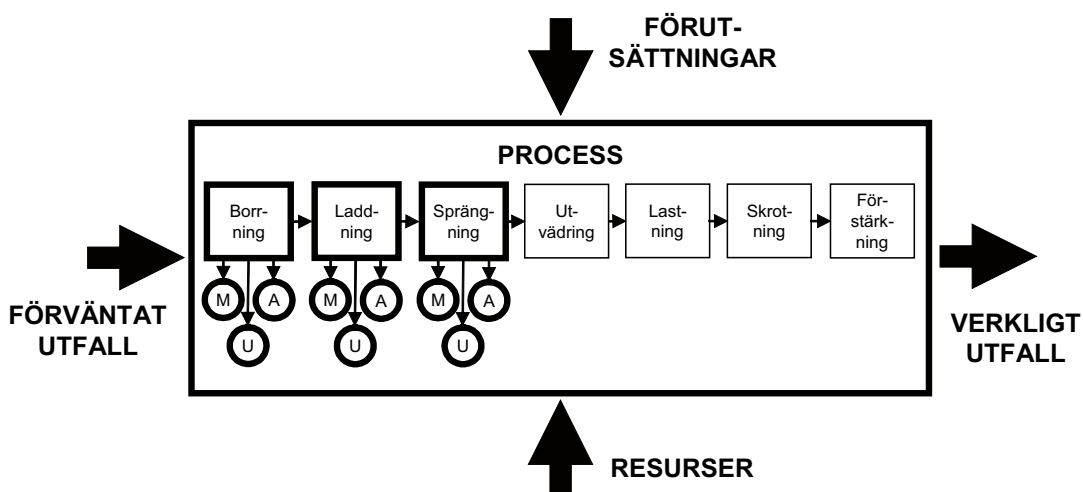 FÖRUT-
SÄTTNINGAR
PROCESS
Borr-
ning
Ladd-
ning
Spräng-
ning
Ut-
vädring
Last-
ning
Skrot-
ning
För-
stärk-
ning
M
A
U
M
A
U
M
A
U
FÖRVÄNTAT
UTFALL
VERKLIGT
UTFALL
RESURSER